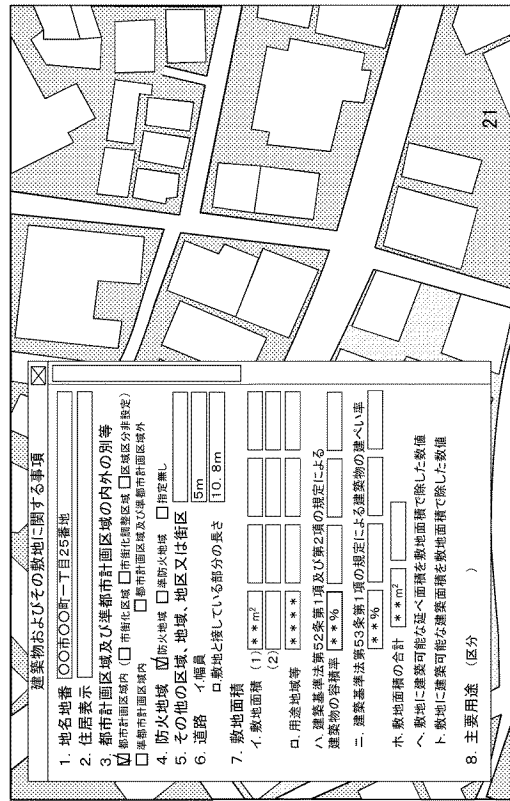 建築物およびその敷地に関する事項
1. 地名地番 〇〇市〇〇町一丁目25番地
2. 住居表示
3. 都市計画区域及び準都市計画区域の内外の別等
都市計画区域内 (市街化区域 市街化調整区域 区域区分非設定)
準都市計画区域内 都市計画区域及び準都市計画区域外
4. 防火地域 防火地域 準防火地域 指定無し
5. その他の区域、地域、地区又は街区
6. 道路 イ.幅員 5m
ロ.敷地と接している部分の長さ 10.8m
7. 敷地面積
イ.敷地面積 (1) **m²
(2)
ロ.用途地域等 ****
ハ.建築基準法第52条第1項及び第2項の規定による
建築物の容積率 **%
ニ.建築基準法第53条第1項の規定による建築物の建ぺい率
**%
ホ.敷地面積の合計 **m²
ヘ.敷地に建築可能な延べ面積を敷地面積で除した数値
ト.敷地に建築可能な建築面積を敷地面積で除した数値
8. 主要用途 (区分 )
21